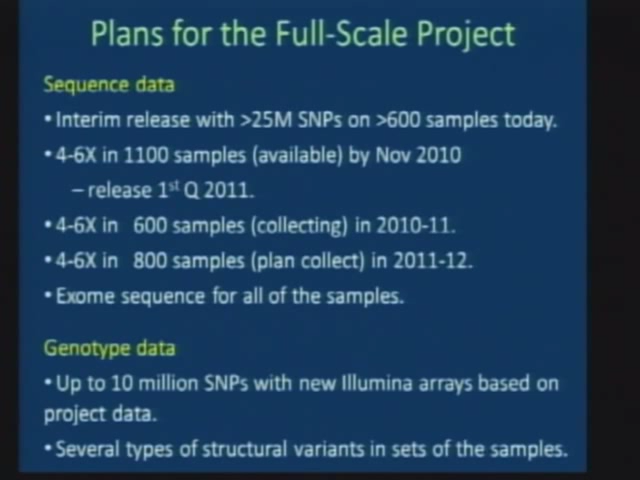 Plans for the Full-Scale Project
Sequence data
• Interim release with >25M SNPs on >600 samples today.
• 4-6X in 1100 samples (available) by Nov 2010
– release 1st Q 2011.
• 4-6X in 600 samples (collecting) in 2010-11.
• 4-6X in 800 samples (plan collect) in 2011-12.
• Exome sequence for all of the samples.
Genotype data
• Up to 10 million SNPs with new Illumina arrays based on
project data.
• Several types of structural variants in sets of the samples.